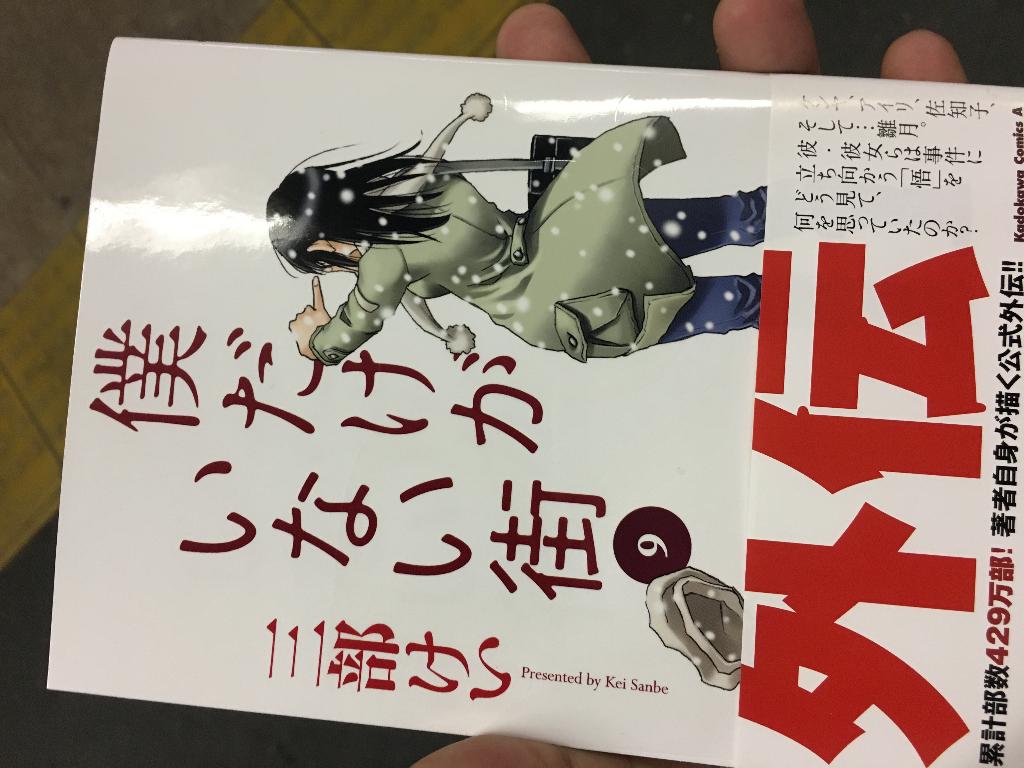 僕だけが
いない街
9
三部けい
Presented by Kei Sanbe
外伝
アイリ、佐知子、
そして…雛月。
彼・彼女らは事件に
立ち向かう「悟」を
どう見て、
何を思っていたのか?
累計部数429万部! 著者自身が描く公式外伝!!
Kadokawa Comics A